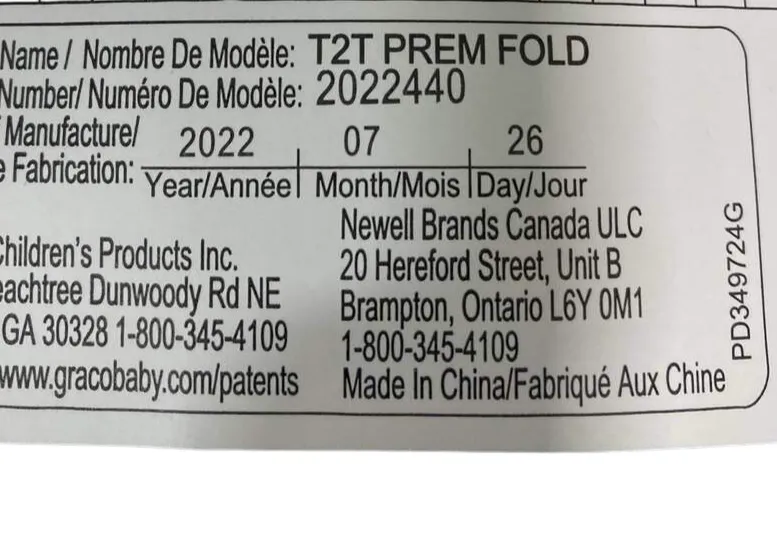 Name / Nombre De Modèle: T2T PREM FOLD
Number/ Numéro De Modèle: 2022440
Manufacture/
Fabrication:
2022 07 26
Year/Année Month/Mois Day/Jour
Children's Products Inc.
eachtree Dunwoody Rd NE
GA 30328 1-800-345-4109
www.gracobaby.com/patents
Newell Brands Canada ULC
20 Hereford Street, Unit B
Brampton, Ontario L6Y 0M1
1-800-345-4109
Made In China/Fabriqué Aux Chine
PD349724G